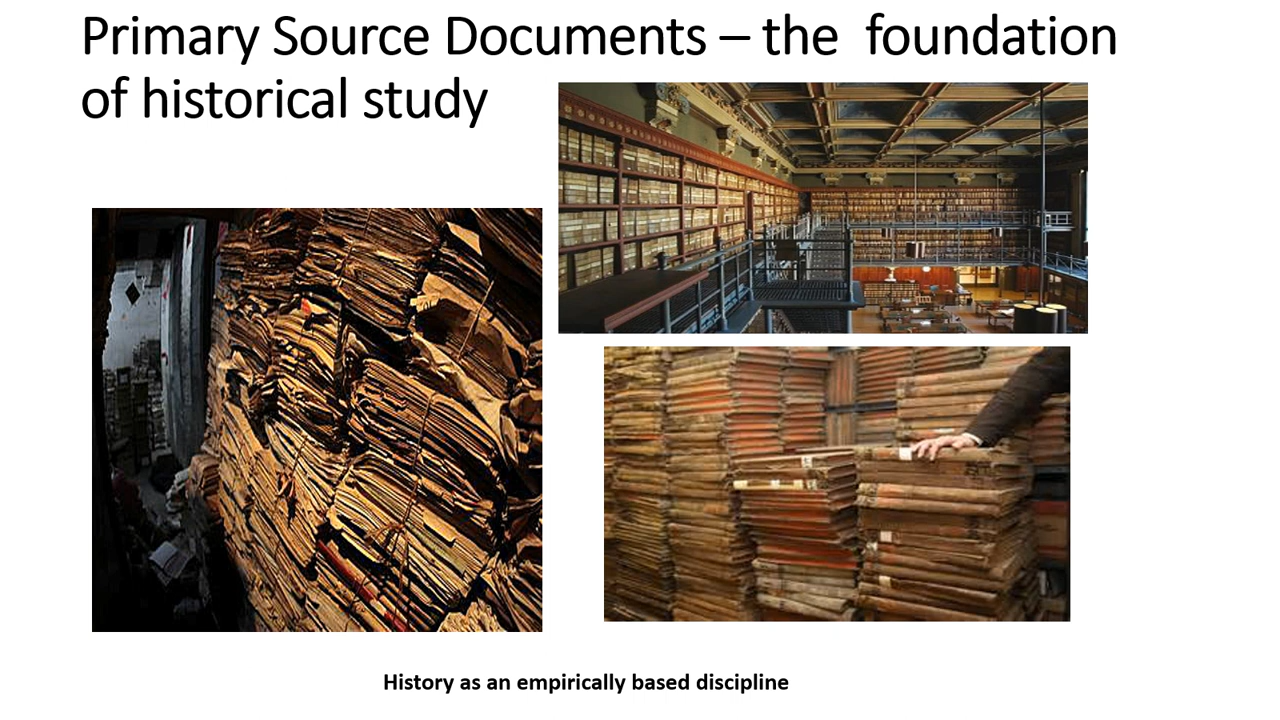 Primary Source Documents – the  foundation
of historical study
History as an empirically based discipline